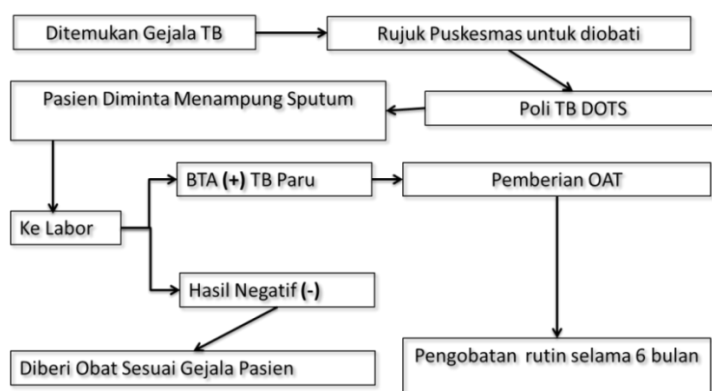 Ditemukan Gejala TB
Rujuk Puskesmas untuk diobati
Pasien Diminta Menampung Sputum
Poli TB DOTS
BTA (+) TB Paru
Pemberian OAT
Ke Labor
Hasil Negatif (-)
Diberi Obat Sesuai Gejala Pasien
Pengobatan rutin selama 6 bulan